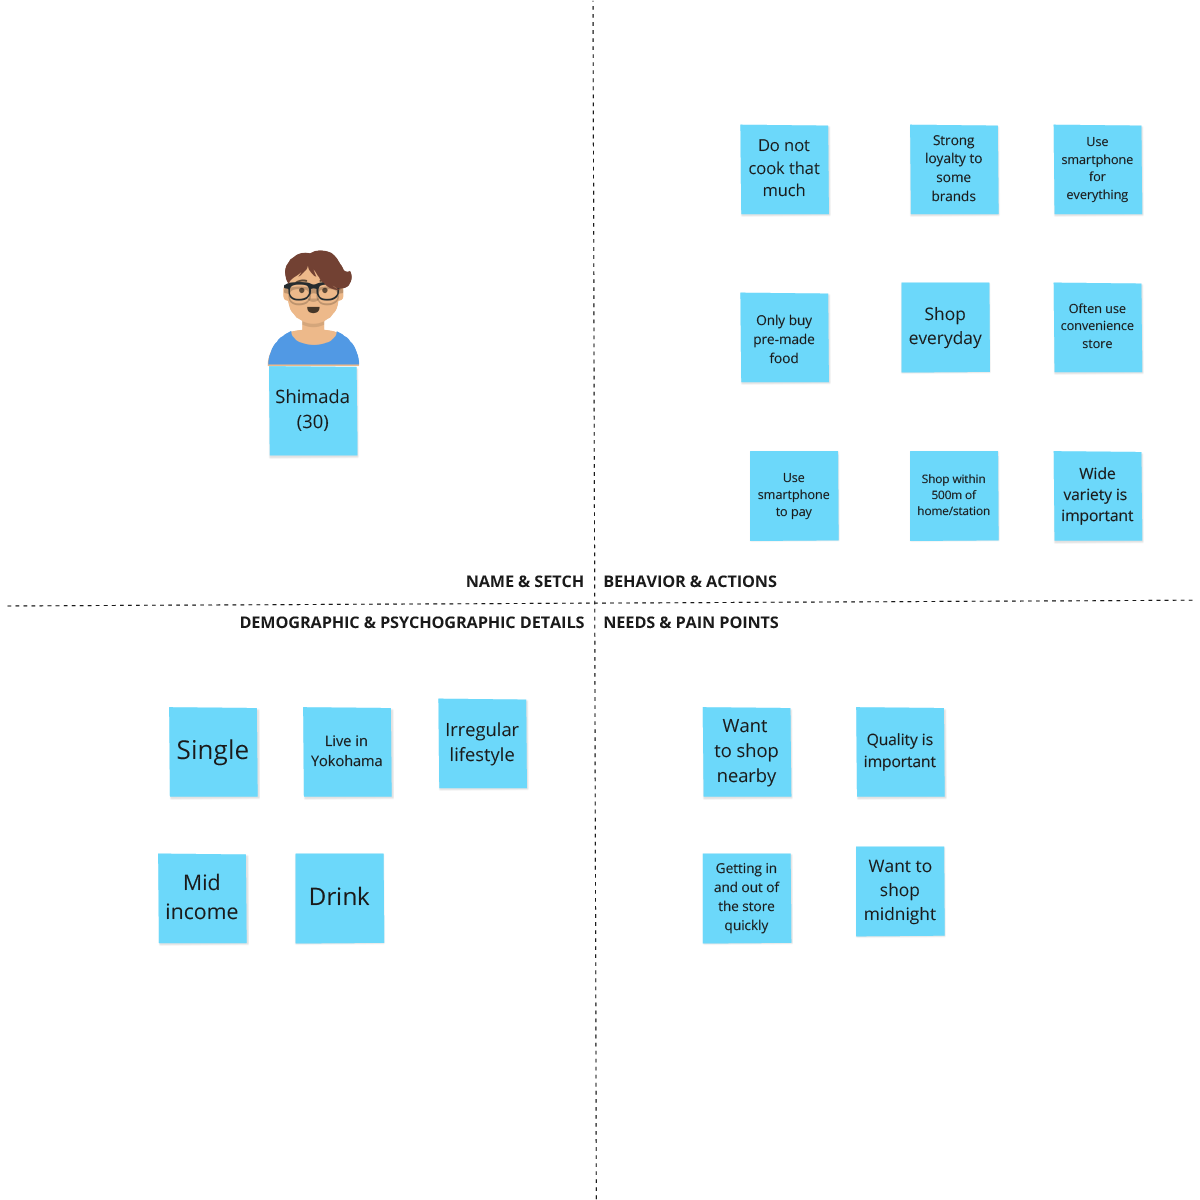 Do not
cook that
much
Strong
loyalty to
some
brands
Use
smartphone
for
everything
Shimada
(30)
Only buy
pre-made
food
Shop
everyday
Often use
convenience
store
Use
smartphone
to pay
Shop within
500m of
home/station
Wide
variety is
important
NAME & SETCH
BEHAVIOR & ACTIONS
DEMOGRAPHIC & PSYCHOGRAPHIC DETAILS
NEEDS & PAIN POINTS
Single
Live in
Yokohama
Irregular
lifestyle
Mid
income
Drink
Want
to shop
nearby
Quality is
important
Getting in
and out of
the store
quickly
Want to
shop
midnight